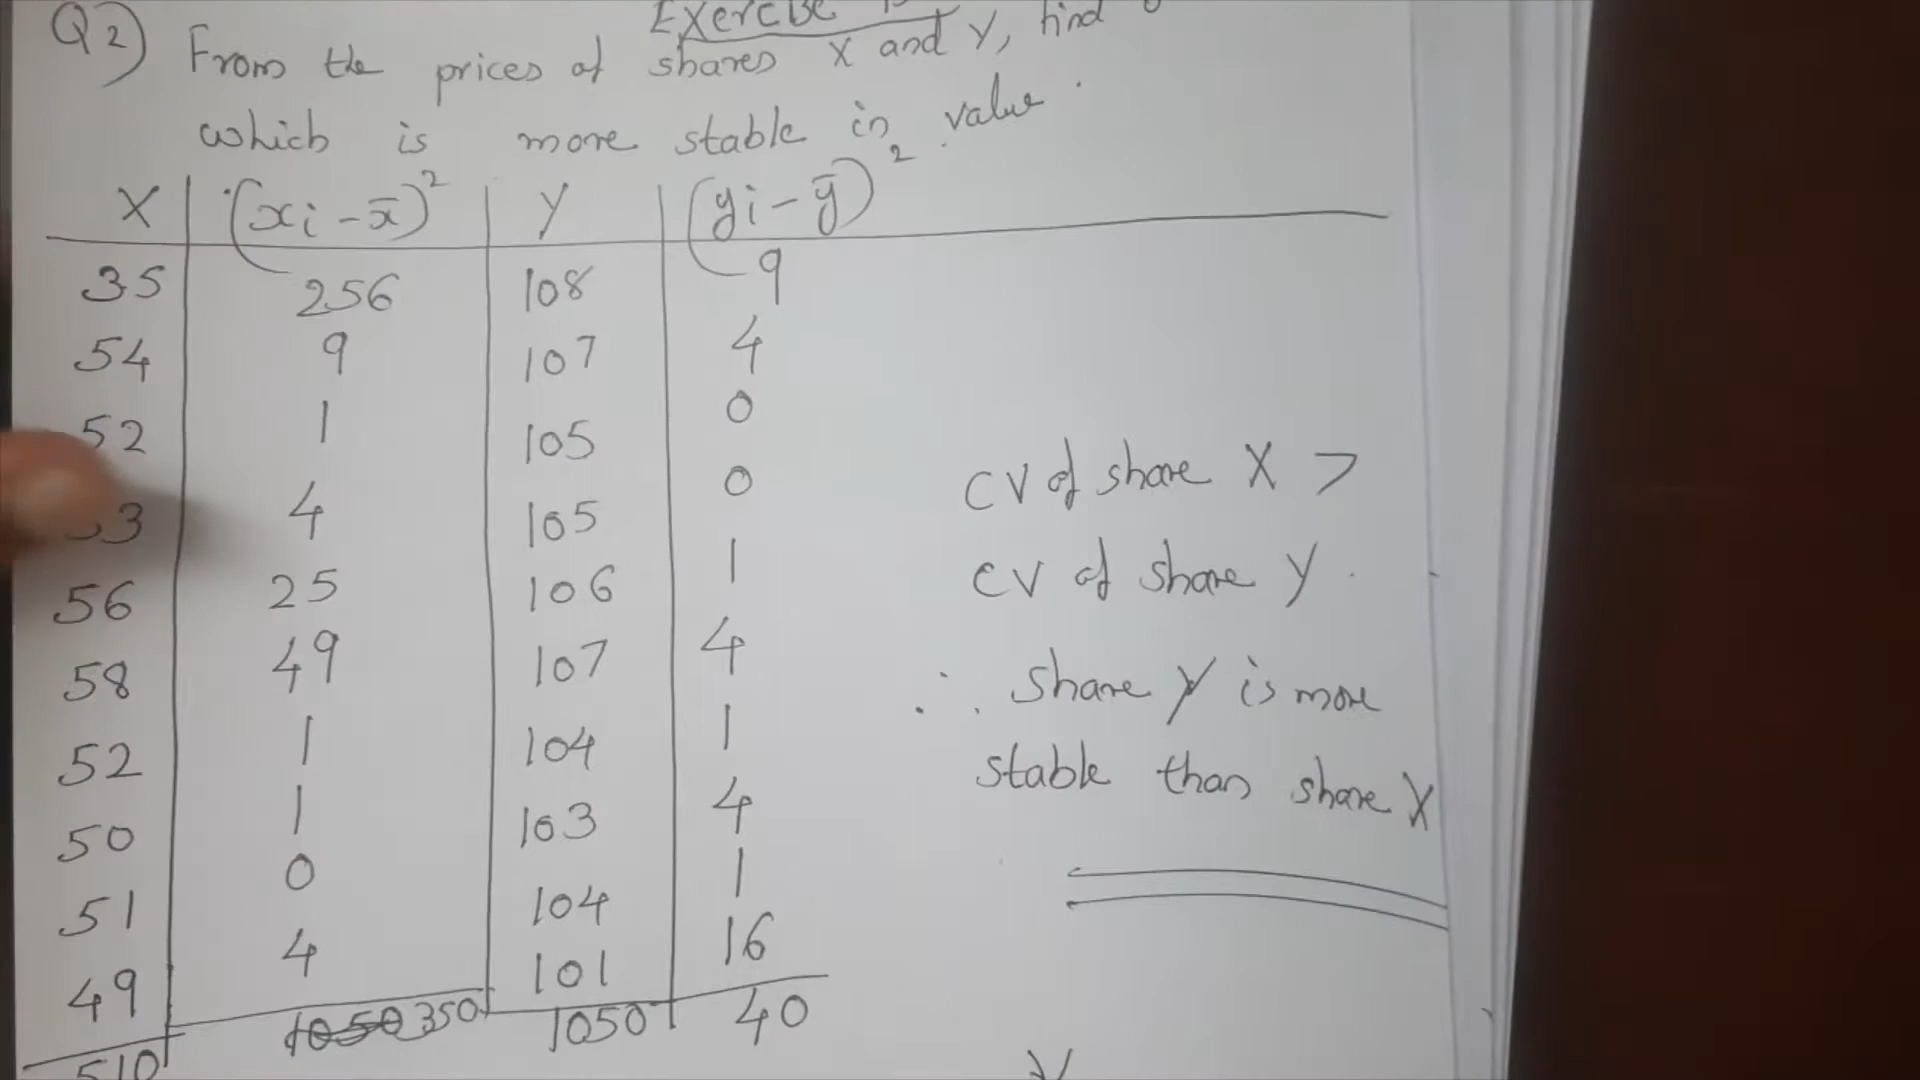 Exercise
Q2) From the prices of shares X and Y, find
which is more stable in value.
X (xi - x̄)² Y (yi - ȳ)²
35 256 108 9
54 9 107 4
52 1 105 0
53 4 105 0
56 25 106 1
58 49 107 4
52 1 104 1
50 1 103 4
51 0 104 1
49 4 101 16
510 1050 350 1050 40
CV of share X >
CV of share Y.
∴ Share Y is more
stable than share X